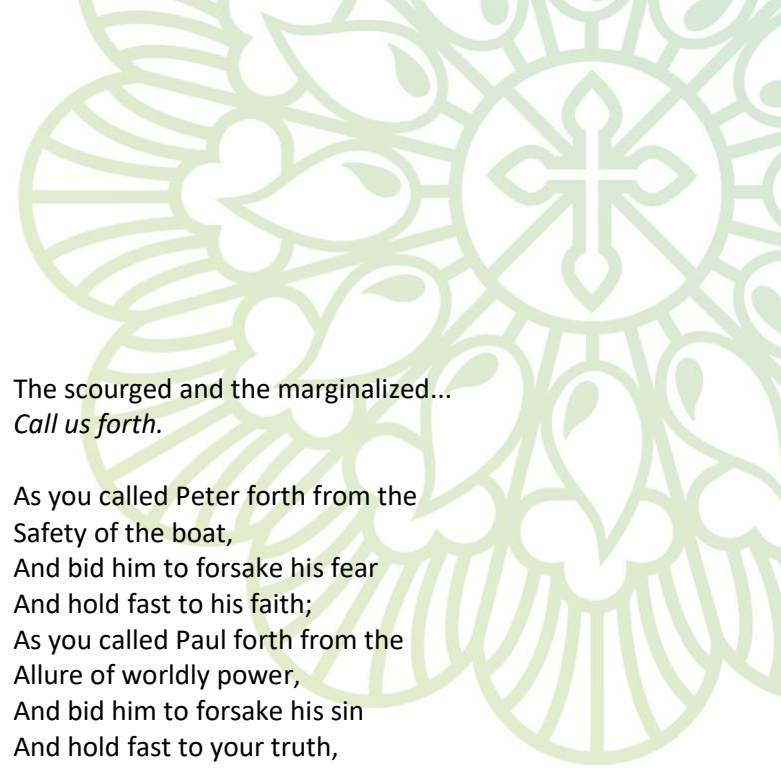 The scourged and the marginalized...
Call us forth.
As you called Peter forth from the
Safety of the boat,
And bid him to forsake his fear
And hold fast to his faith;
As you called Paul forth from the
Allure of worldly power,
And bid him to forsake his sin
And hold fast to your truth,